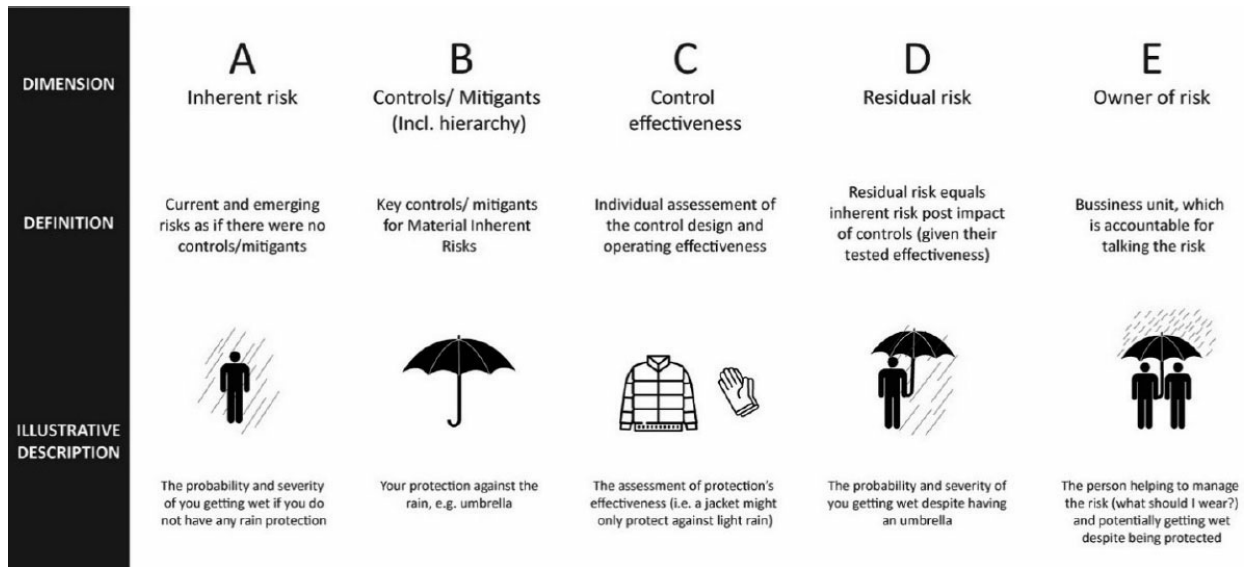 DIMENSION
A
Inherent risk
B
Controls/ Mitigants
(Incl. hierarchy)
C
Control
effectiveness
D
Residual risk
E
Owner of risk
DEFINITION
Current and emerging
risks as if there were no
controls/mitigants
Key controls/ mitigants
for Material Inherent
Risks
Individual assessment of
the control design and
operating effectiveness
Residual risk equals
inherent risk post impact
of controls (given their
tested effectiveness)
Bussiness unit, which
is accountable for
talking the risk
ILLUSTRATIVE
DESCRIPTION
The probability and severity
of you getting wet if you do
not have any rain protection
Your protection against the
rain, e.g. umbrella
The assessment of protection's
effectiveness (i.e. a jacket might
only protect against light rain)
The probability and severity of
you getting wet despite having
an umbrella
The person helping to manage
the risk (what should I wear?)
and potentially getting wet
despite being protected